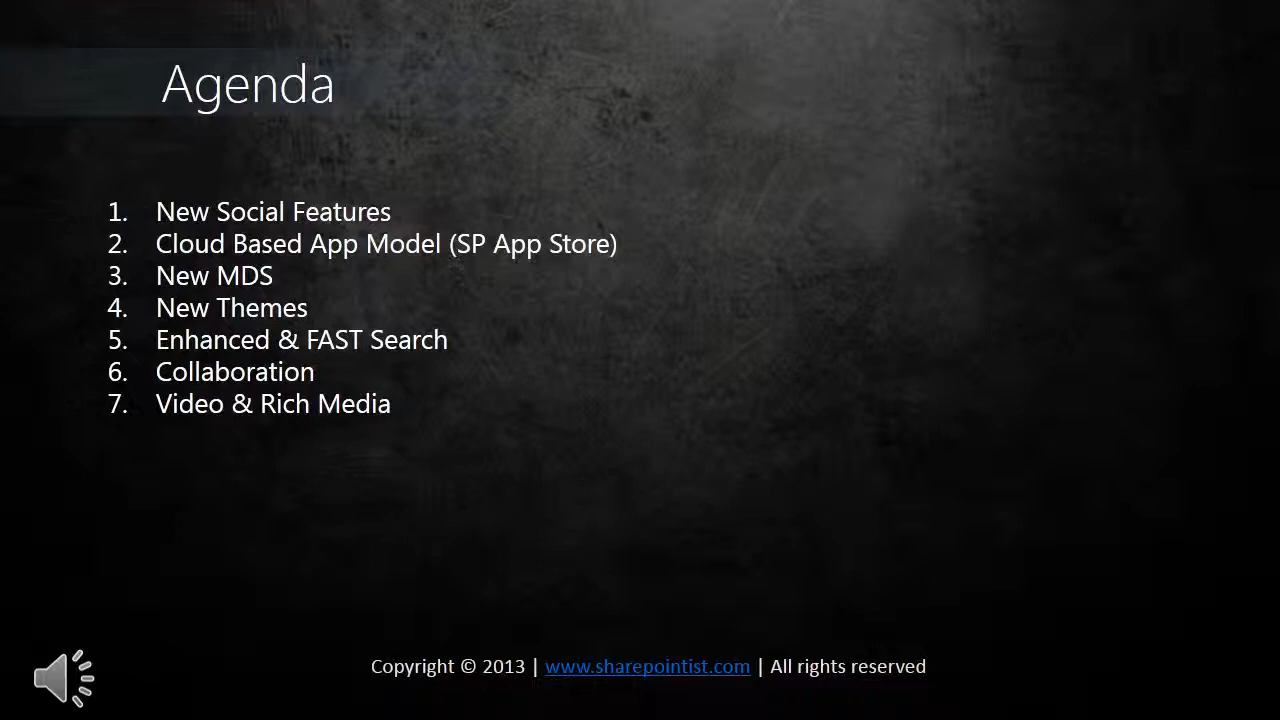 Agenda
1. New Social Features
2. Cloud Based App Model (SP App Store)
3. New MDS
4. New Themes
5. Enhanced & FAST Search
6. Collaboration
7. Video & Rich Media
Copyright © 2013 | www.sharepointist.com | All rights reserved